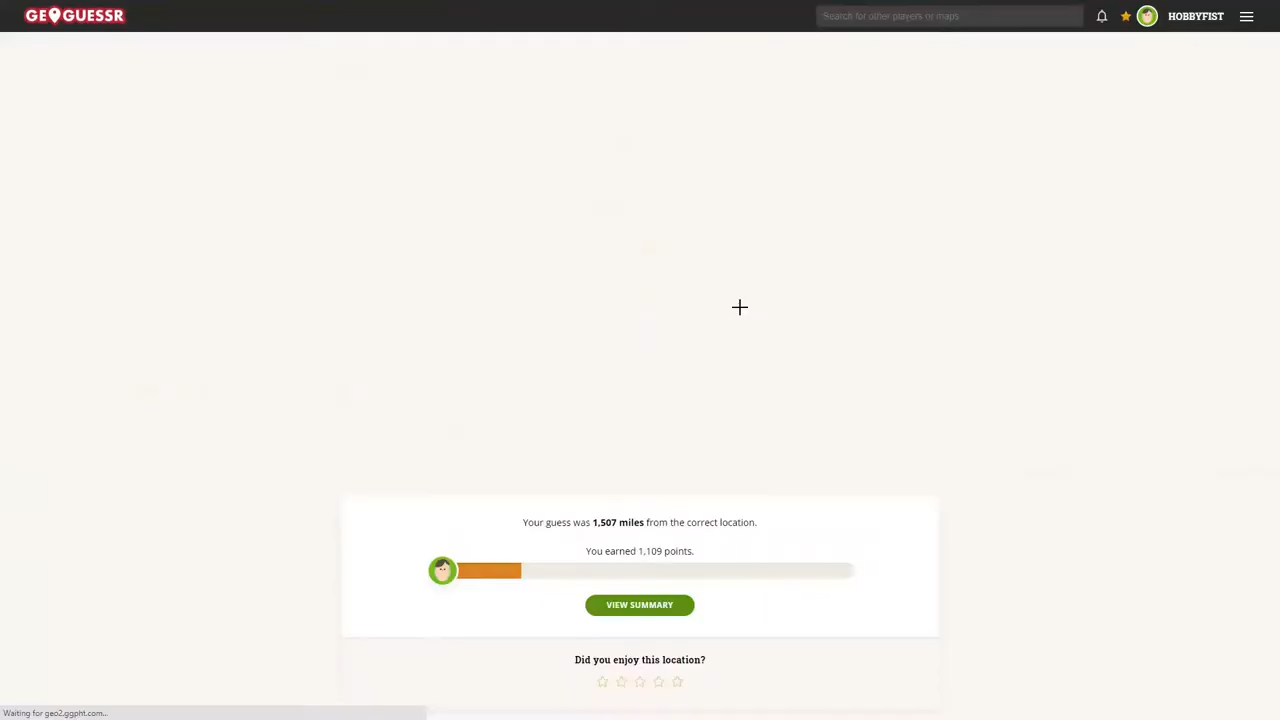 GEOGUESSR
Search for other players or maps
HOBBYFIST
Your guess was 1,507 miles from the correct location.
You earned 1,109 points.
VIEW SUMMARY
Did you enjoy this location?
Waiting for geo2.ggpht.com...